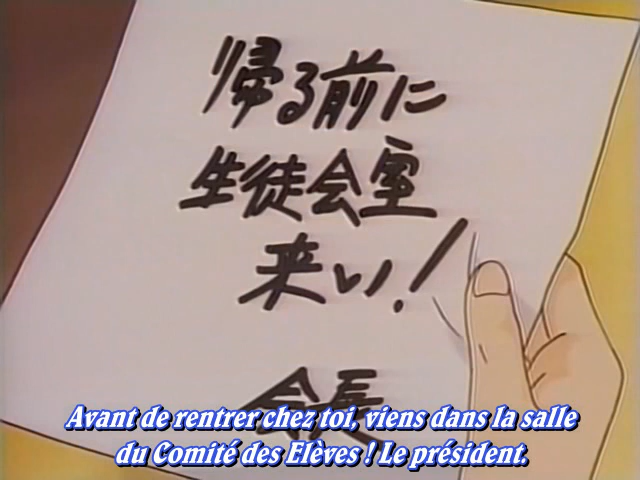 帰る前に
生徒会室
来い!
会長
Avant de rentrer chez toi, viens dans la salle
du Comité des Elèves ! Le président.